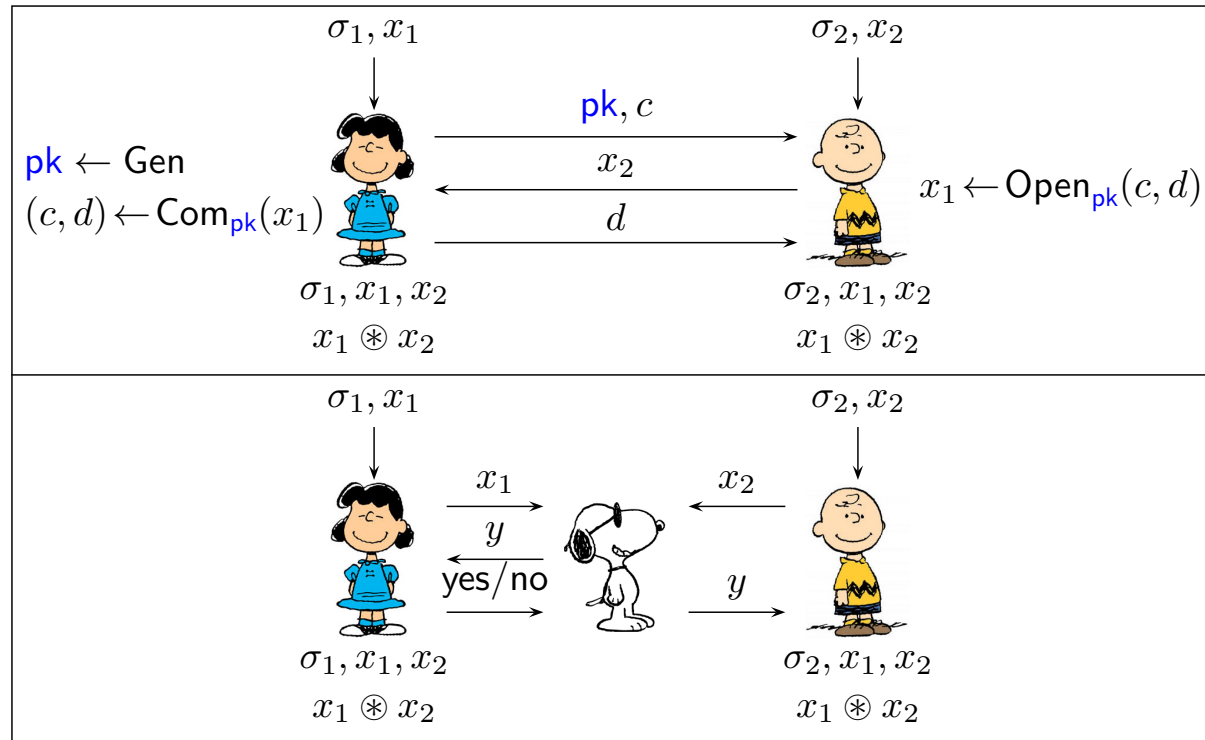 σ₁, x₁ σ₂, x₂
pk, c
pk ← Gen x₂ x₁ ← Openₚₖ(c, d)
(c, d) ← Comₚₖ(x₁) d
σ₁, x₁, x₂ σ₂, x₁, x₂
x₁ ⊛ x₂ x₁ ⊛ x₂
σ₁, x₁ σ₂, x₂
x₁ x₂
y
yes/no y
σ₁, x₁, x₂ σ₂, x₁, x₂
x₁ ⊛ x₂ x₁ ⊛ x₂